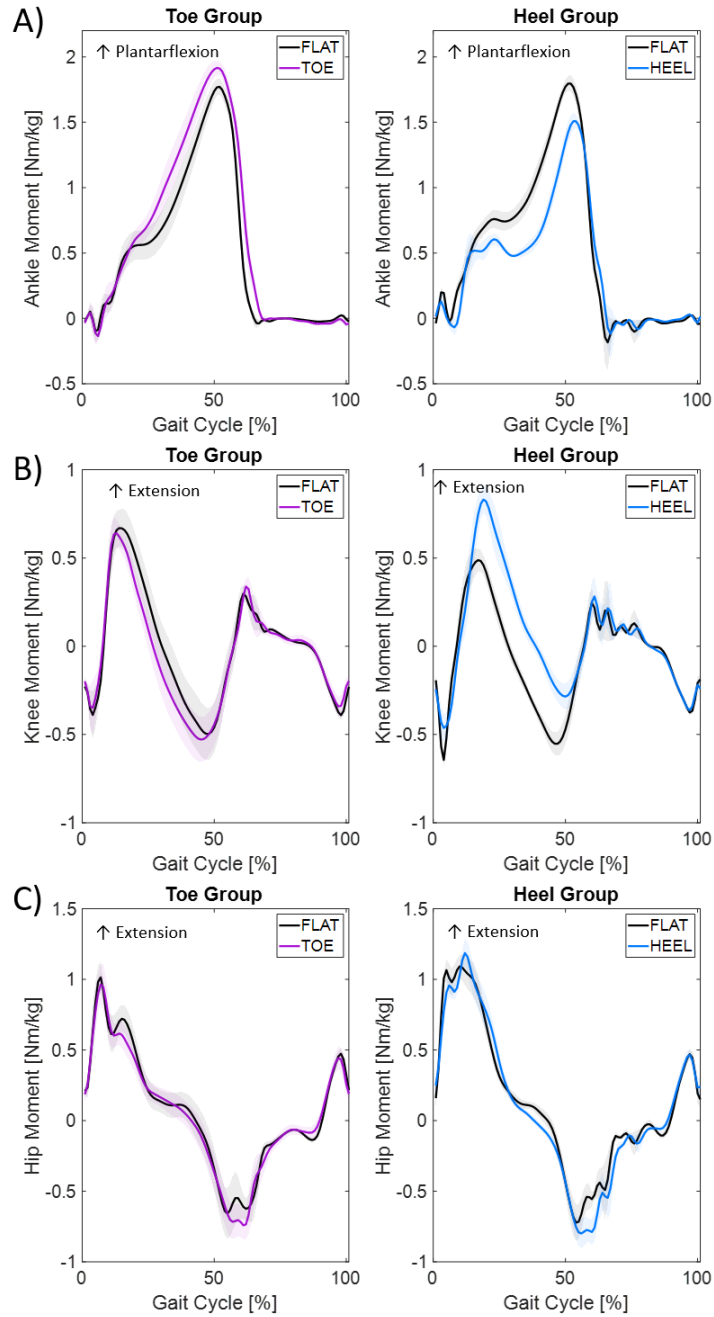 A)
Toe Group
Heel Group
↑ Plantarflexion
FLAT
TOE
↑ Plantarflexion
FLAT
HEEL
Ankle Moment [Nm/kg]
2
1.5
1
0.5
0
-0.5
0
50
100
Gait Cycle [%]
Ankle Moment [Nm/kg]
2
1.5
1
0.5
0
-0.5
0
50
100
Gait Cycle [%]
B)
Toe Group
Heel Group
↑ Extension
FLAT
TOE
↑ Extension
FLAT
HEEL
Knee Moment [Nm/kg]
1
0.5
0
-0.5
-1
0
50
100
Gait Cycle [%]
Knee Moment [Nm/kg]
1
0.5
0
-0.5
-1
0
50
100
Gait Cycle [%]
C)
Toe Group
Heel Group
↑ Extension
FLAT
TOE
↑ Extension
FLAT
HEEL
Hip Moment [Nm/kg]
1.5
1
0.5
0
-0.5
-1
0
50
100
Gait Cycle [%]
Hip Moment [Nm/kg]
1.5
1
0.5
0
-0.5
-1
0
50
100
Gait Cycle [%]